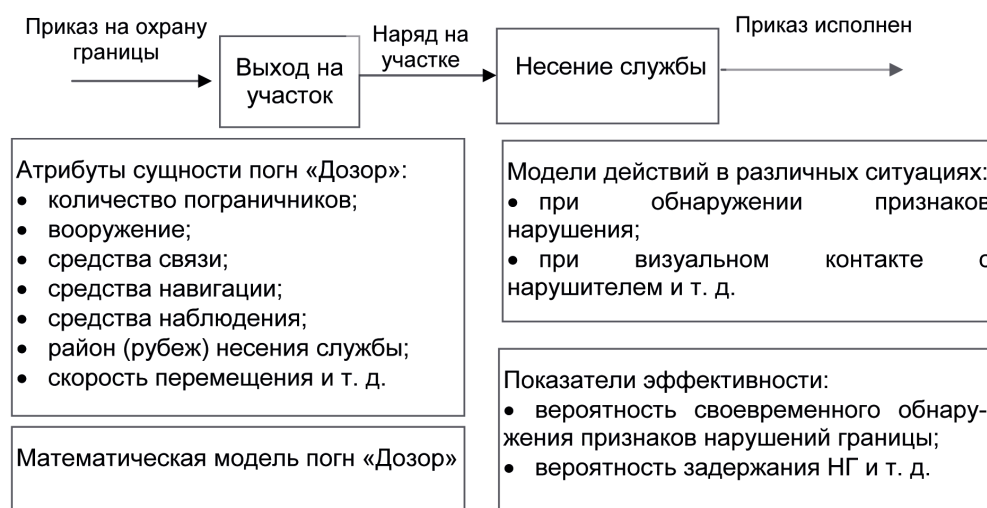 Приказ на охрану
границы
Выход на
участок
Наряд на
участке
Несение службы
Приказ исполнен
Атрибуты сущности погн «Дозор»:
• количество пограничников;
• вооружение;
• средства связи;
• средства навигации;
• средства наблюдения;
• район (рубеж) несения службы;
• скорость перемещения и т. д.
Математическая модель погн «Дозор»
Модели действий в различных ситуациях:
• при обнаружении признаков
нарушения;
• при визуальном контакте с
нарушителем и т. д.
Показатели эффективности:
• вероятность своевременного обнару-
жения признаков нарушений границы;
• вероятность задержания НГ и т. д.